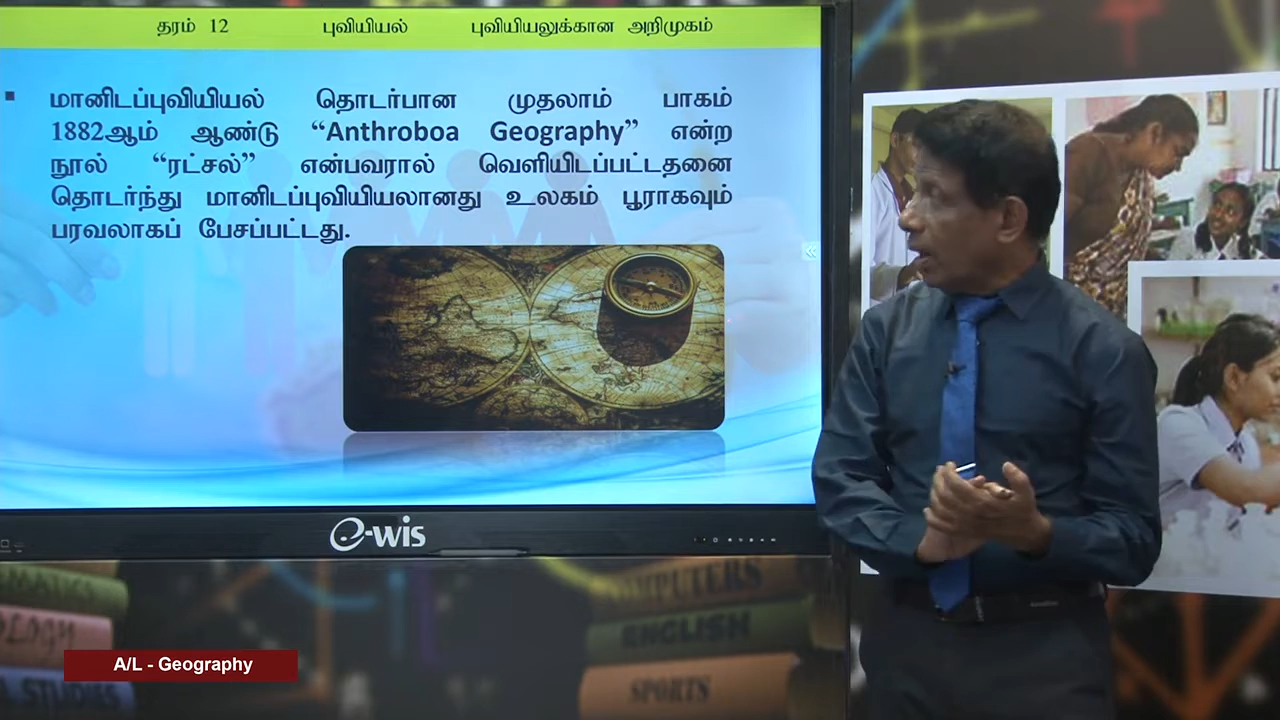 தரம் 12 புவியியல் புவியியலுக்கான அறிமுகம்
▪ மானிடப்புவியியல் தொடர்பான முதலாம் பாகம்
1882ஆம் ஆண்டு “Anthroboa Geography” என்ற
நூல் “ரட்சல்” என்பவரால் வெளியிடப்பட்டதனை
தொடர்ந்து மானிடப்புவியியலானது உலகம் பூராகவும்
பரவலாகப் பேசப்பட்டது.
e-wis
COMPUTERS
ENGLISH
SPORTS
STUDIES
A/L - Geography